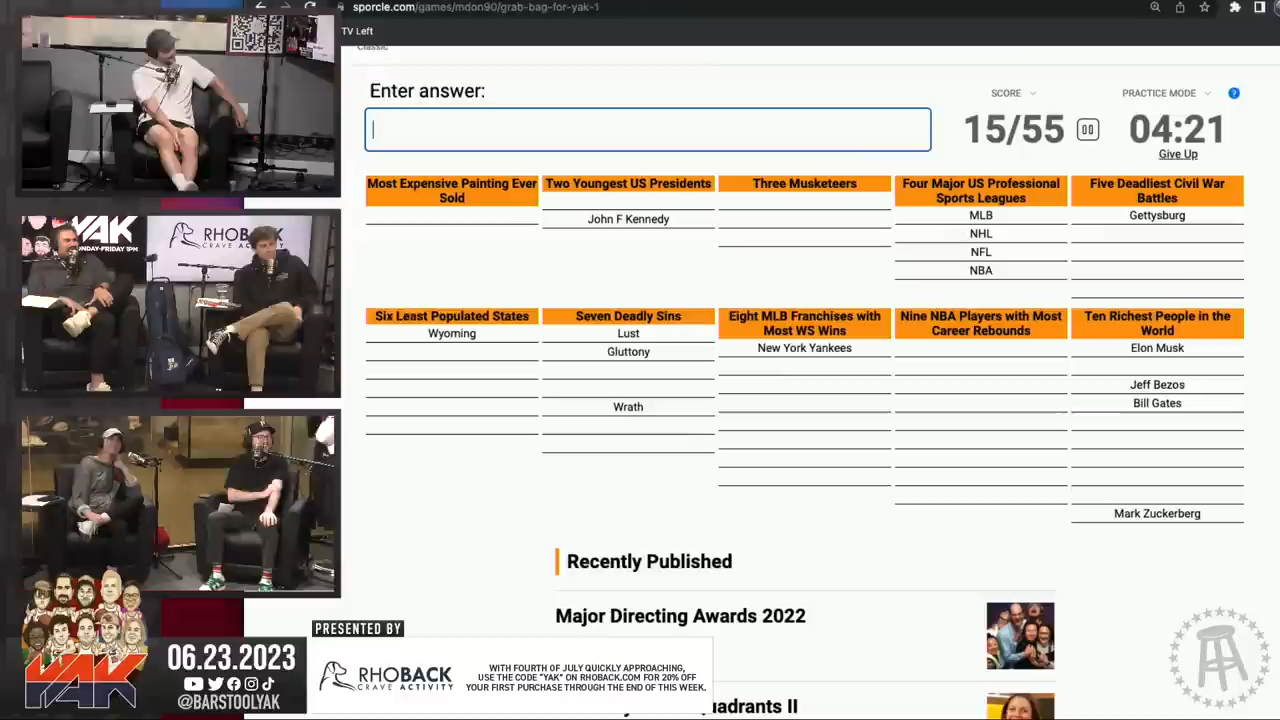 sporcle.com/games/mdon90/grab-bag-for-yak-1
TV Left
Classic
Enter answer:
SCORE
PRACTICE MODE
15/55
04:21
Give Up
Most Expensive Painting Ever Sold
Two Youngest US Presidents
John F Kennedy
Three Musketeers
Four Major US Professional Sports Leagues
MLB
NHL
NFL
NBA
Five Deadliest Civil War Battles
Gettysburg
Six Least Populated States
Wyoming
Seven Deadly Sins
Lust
Gluttony
Wrath
Eight MLB Franchises with Most WS Wins
New York Yankees
Nine NBA Players with Most Career Rebounds
Ten Richest People in the World
Elon Musk
Jeff Bezos
Bill Gates
Mark Zuckerberg
Recently Published
Major Directing Awards 2022
uadrants II
YAK
MONDAY-FRIDAY 1PM
RHOBACK
CRAVE ACTIVITY
YAK
06.23.2023
@BARSTOOLYAK
PRESENTED BY
RHOBACK
CRAVE ACTIVITY
WITH FOURTH OF JULY QUICKLY APPROACHING,
USE THE CODE "YAK" ON RHOBACK.COM FOR 20% OFF
YOUR FIRST PURCHASE THROUGH THE END OF THIS WEEK.